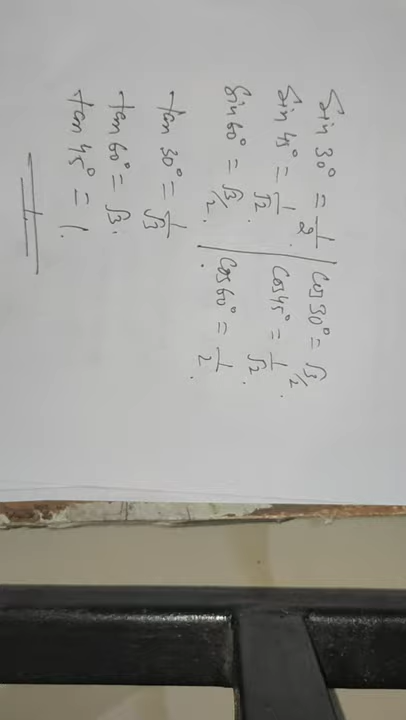 Sin 30° = 1/2. | Cos 30° = √3/2.
Sin 45° = 1/√2. | Cos 45° = 1/√2.
Sin 60° = √3/2. | Cos 60° = 1/2.
tan 30° = 1/√3
tan 60° = √3.
tan 45° = 1.